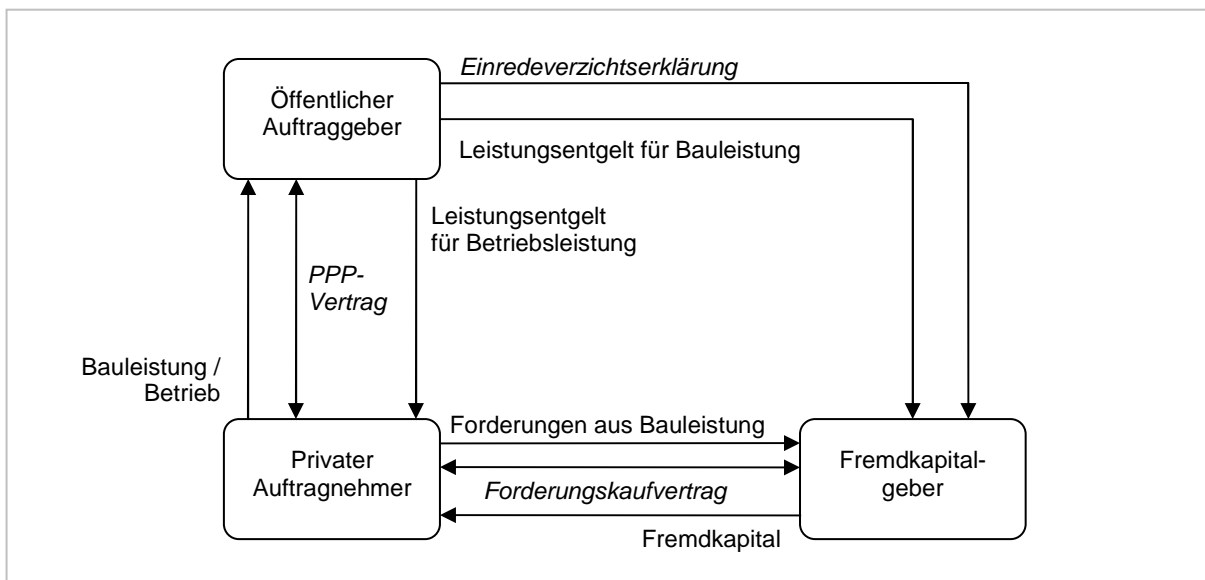 Einredeverzichtserklärung
Öffentlicher
Auftraggeber
Leistungsentgelt für Bauleistung
Leistungsentgelt
für Betriebsleistung
PPP-
Vertrag
Bauleistung /
Betrieb
Privater
Auftragnehmer
Forderungen aus Bauleistung
Forderungskaufvertrag
Fremdkapital
Fremdkapital-
geber